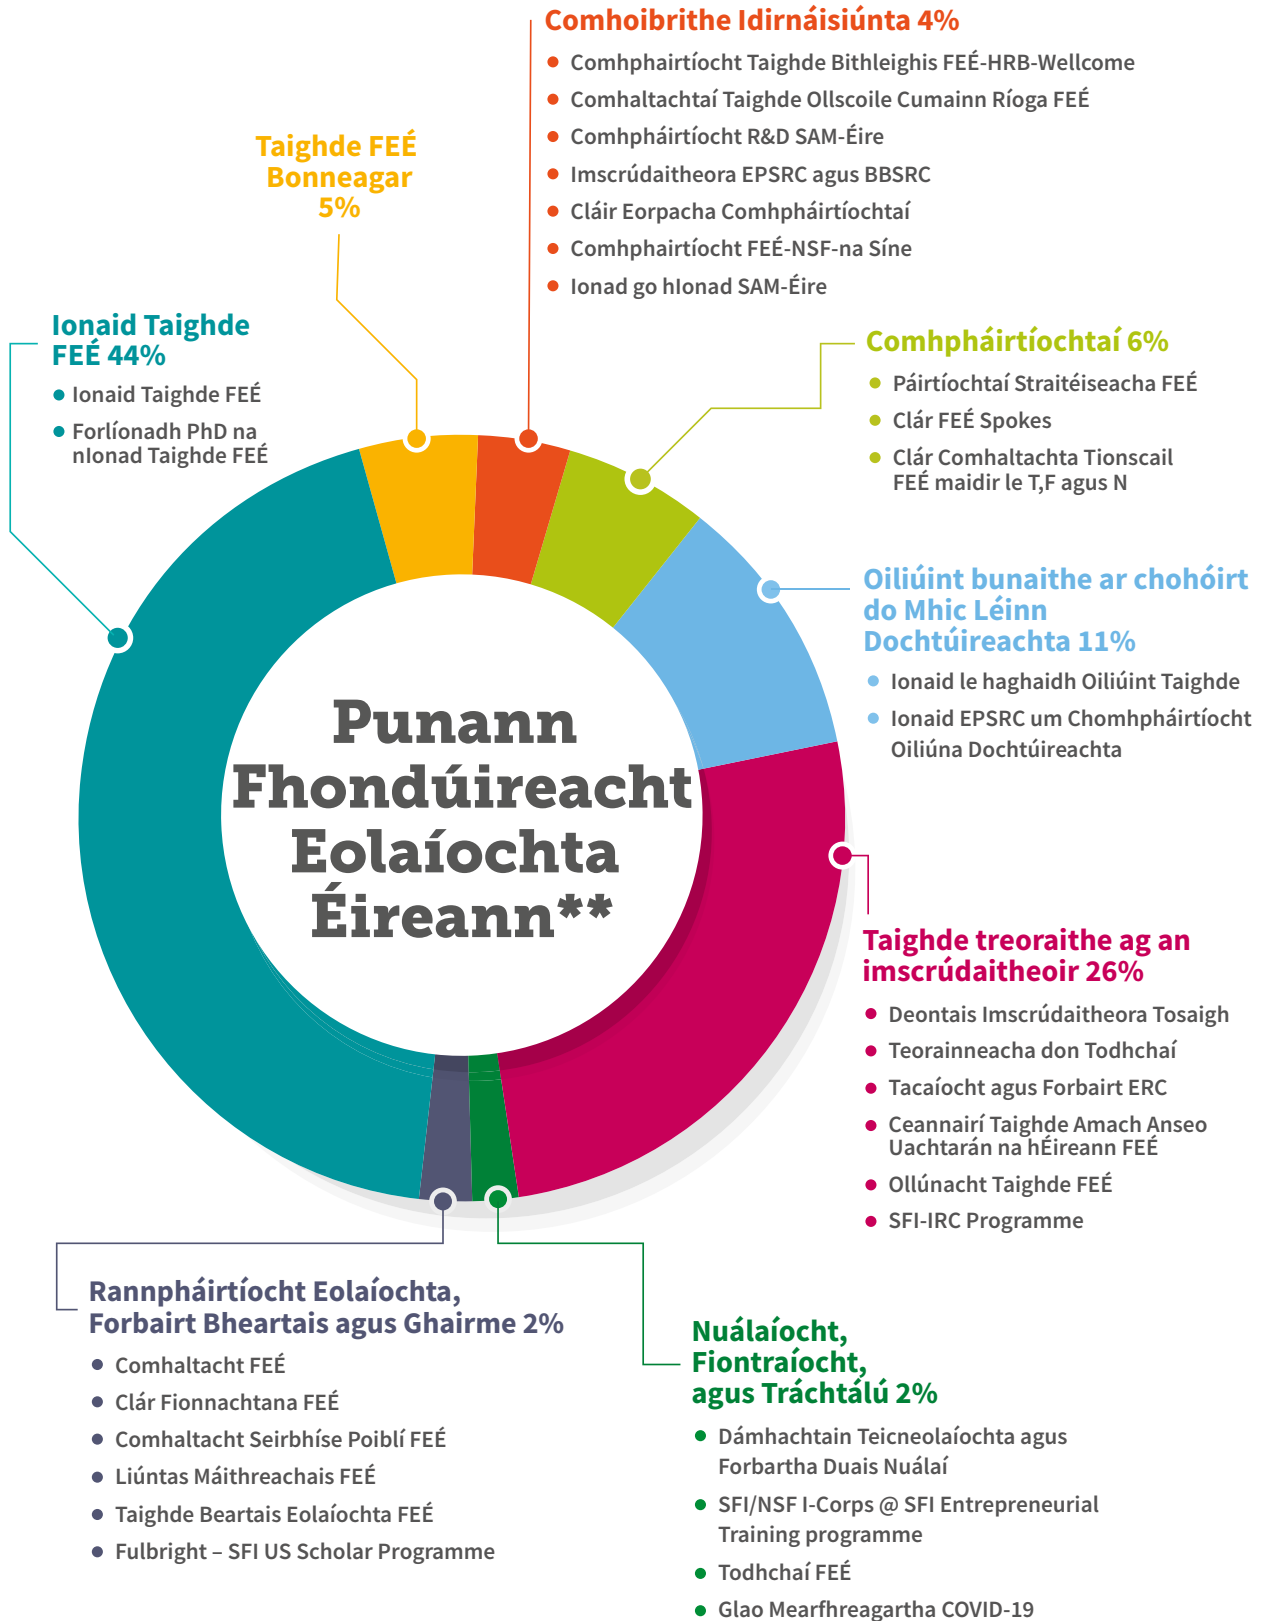 Comhoibrithe Idirnáisiúnta 4%
Comhphairtíocht Taighde Bithleighis FEÉ-HRB-Wellcome
Comhaltachtaí Taighde Ollscoile Cumainn Ríoga FEÉ
Comhpháirtíocht R&D SAM-Éire
Imscrúdaitheora EPSRC agus BBSRC
Cláir Eorpacha Comhpháirtíochtaí
Comhphairtíocht FEÉ-NSF-na Síne
Ionad go hIonad SAM-Éire
Taighde FEÉ
Bonneagar
5%
Ionaid Taighde
FEÉ 44%
Ionaid Taighde FEÉ
Forlíonadh PhD na
nIonad Taighde FEÉ
Comhpháirtíochtaí 6%
Páirtíochtaí Straitéiseacha FEÉ
Clár FEÉ Spokes
Clár Comhaltachta Tionscail
FEÉ maidir le T,F agus N
Oiliúint bunaithe ar chohóirt
do Mhic Léinn
Dochtúireachta 11%
Ionaid le haghaidh Oiliúint Taighde
Ionaid EPSRC um Chomhpháirtíocht
Oiliúna Dochtúireachta
Punann
Fhondúireacht
Eolaíochta
Éireann**
Taighde treoraithe ag an
imscrúdaitheoir 26%
Deontais Imscrúdaitheora Tosaigh
Teorainneacha don Todhchaí
Tacaíocht agus Forbairt ERC
Ceannairí Taighde Amach Anseo
Uachtarán na hÉireann FEÉ
Ollúnacht Taighde FEÉ
SFI-IRC Programme
Rannpháirtíocht Eolaíochta,
Forbairt Bheartais agus Ghairme 2%
Comhaltacht FEÉ
Clár Fionnachtana FEÉ
Comhaltacht Seirbhíse Poiblí FEÉ
Liúntas Máithreachais FEÉ
Taighde Beartais Eolaíochta FEÉ
Fulbright – SFI US Scholar Programme
Nuálaíocht,
Fiontraíocht,
agus Tráchtálú 2%
Dámhachtain Teicneolaíochta agus
Forbartha Duais Nuálaí
SFI/NSF I-Corps @ SFI Entrepreneurial
Training programme
Todhchaí FEÉ
Glao Mearfhreagartha COVID-19